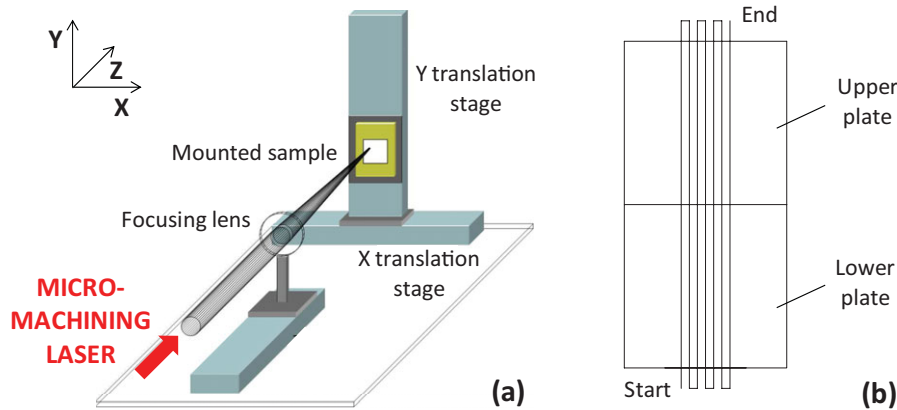 Y
Z
X
Y translation
stage
Mounted sample
Focusing lens
X translation
stage
MICRO-
MACHINING
LASER
(a)
End
Upper
plate
Lower
plate
Start
(b)